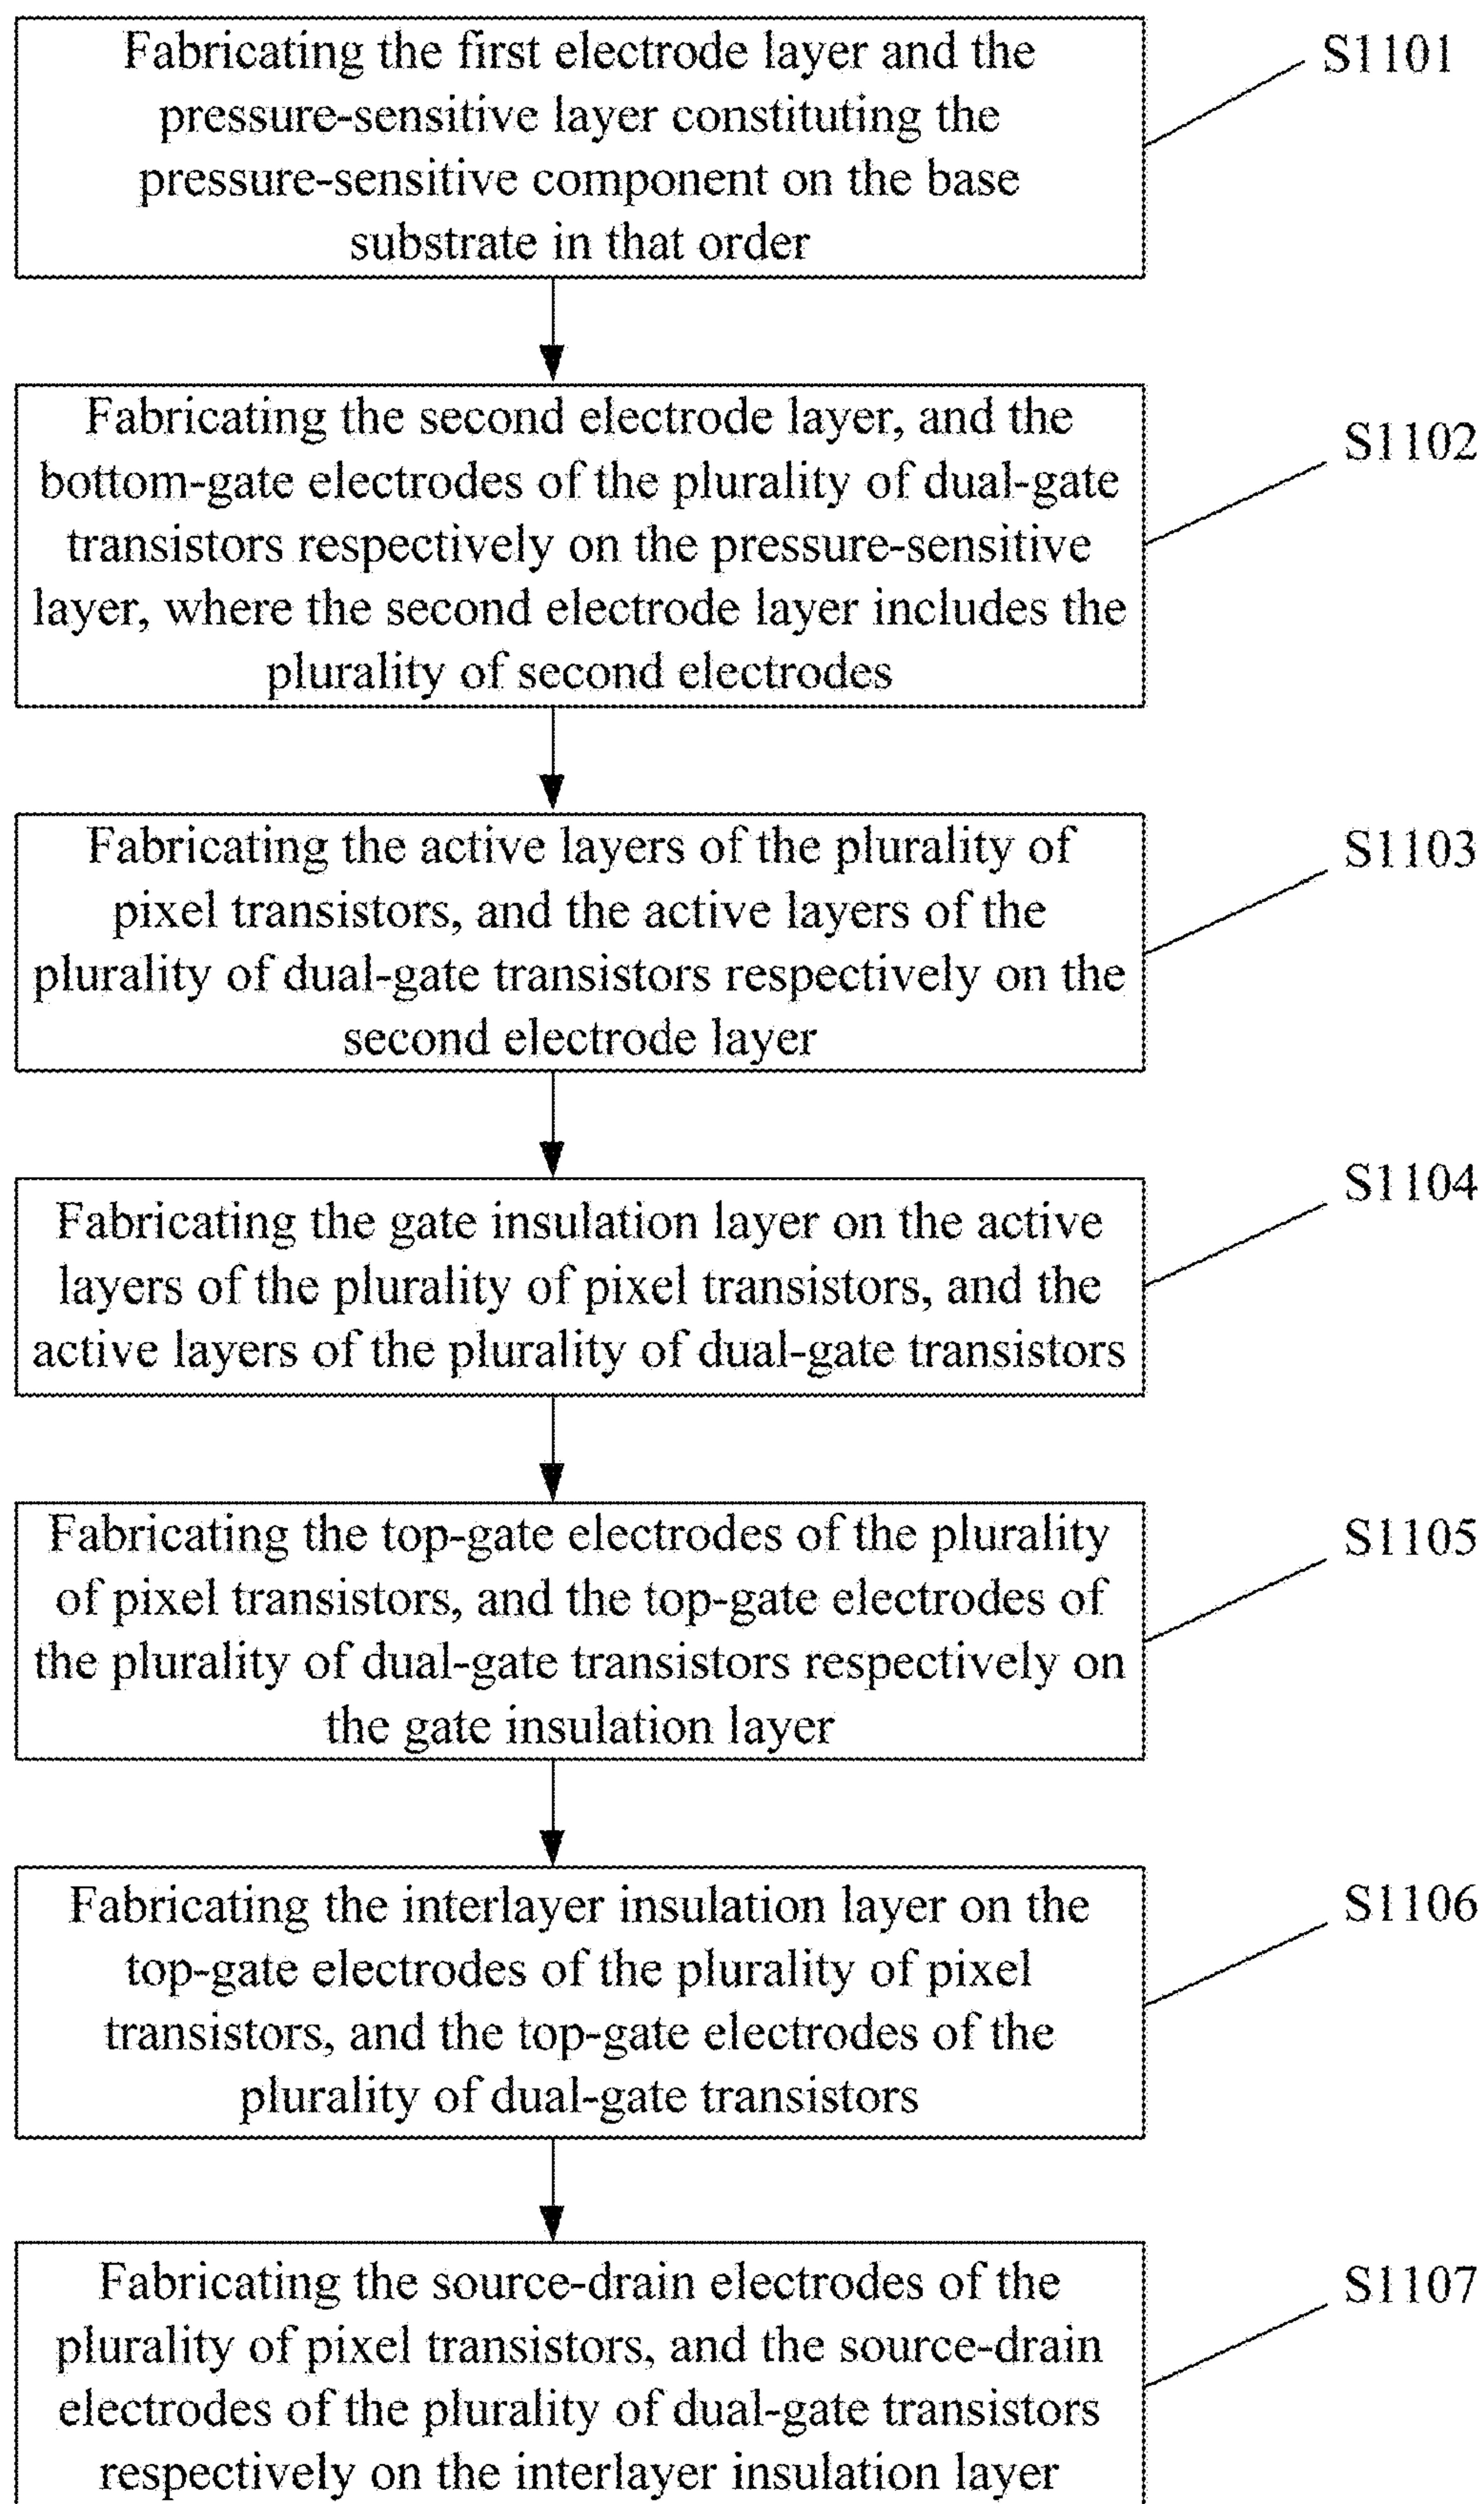 Fabricating the first electrode layer and the
pressure-sensitive layer constituting the
pressure-sensitive component on the base
substrate in that order
S1101
Fabricating the second electrode layer, and the
bottom-gate electrodes of the plurality of dual-gate
transistors respectively on the pressure-sensitive
layer, where the second electrode layer includes the
plurality of second electrodes
S1102
Fabricating the active layers of the plurality of
pixel transistors, and the active layers of the
plurality of dual-gate transistors respectively on the
second electrode layer
S1103
Fabricating the gate insulation layer on the active
layers of the plurality of pixel transistors, and the
active layers of the plurality of dual-gate transistors
S1104
Fabricating the top-gate electrodes of the plurality
of pixel transistors, and the top-gate electrodes of
the plurality of dual-gate transistors respectively on
the gate insulation layer
S1105
Fabricating the interlayer insulation layer on the
top-gate electrodes of the plurality of pixel
transistors, and the top-gate electrodes of the
plurality of dual-gate transistors
S1106
Fabricating the source-drain electrodes of the
plurality of pixel transistors, and the source-drain
electrodes of the plurality of dual-gate transistors
respectively on the interlayer insulation layer
S1107